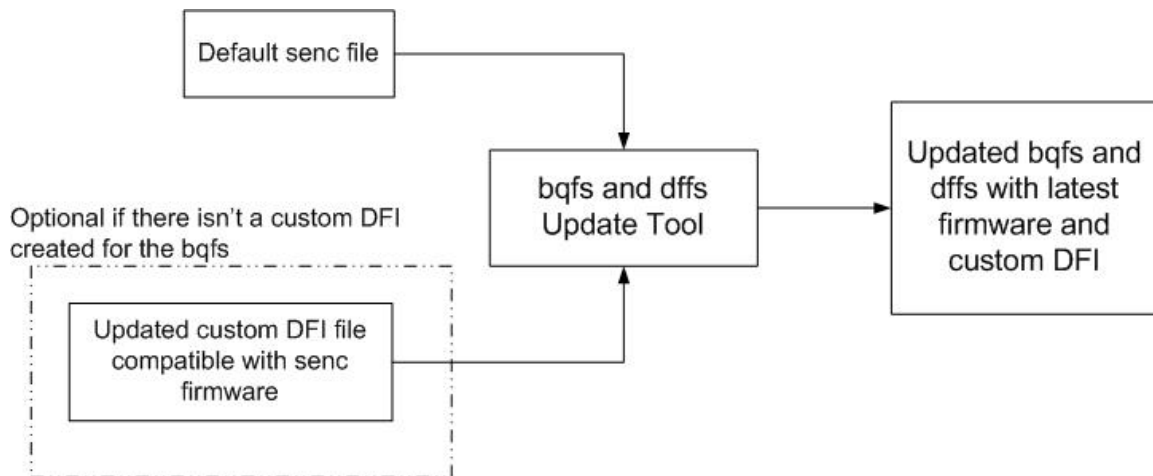 Default senc file
bqfs and dffs
Update Tool
Updated bqfs and
dffs with latest
firmware and
custom DFI
Optional if there isn't a custom DFI
created for the bqfs
Updated custom DFI file
compatible with senc
firmware